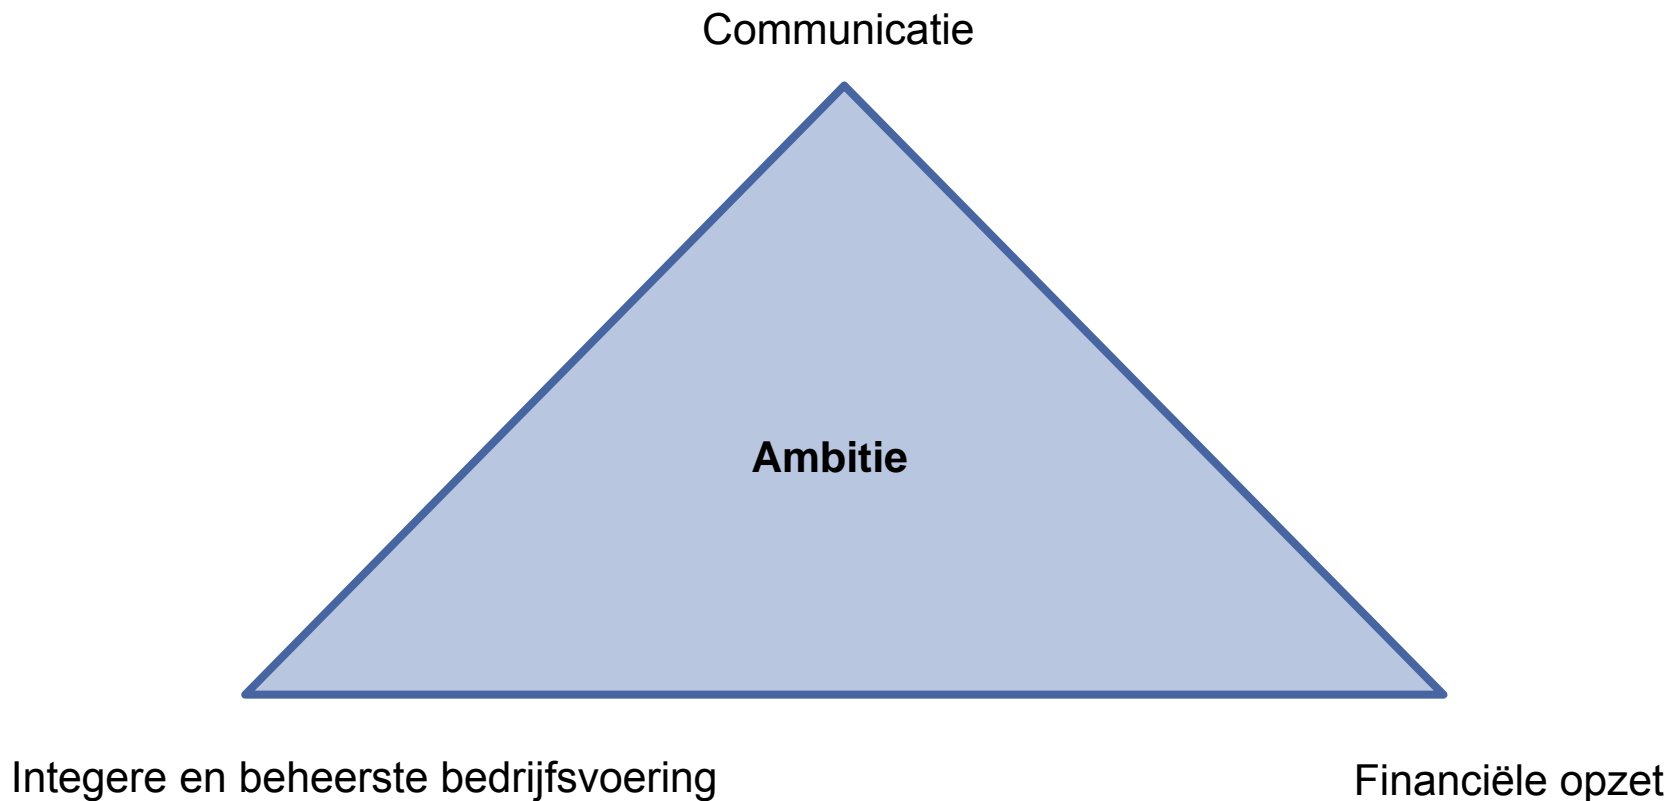 Communicatie
Ambitie
Integere en beheerste bedrijfsvoering
Financiële opzet